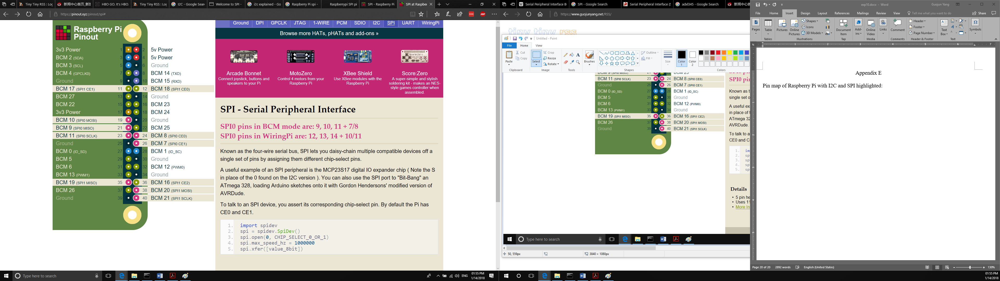 Tiny Tiny RSS : Log
新闻中心首页_新浪
HBO GO. It's HBO.
Tiny Tiny RSS : Log
I2C - Google Sear
Welcome to SPI -
i2c explained - Go
Raspberry Pi spi -
Raspberrypi SPI pi
SPI - Raspberry Pi
SPI at Raspber
https://pinout.xyz/pinout/spi#
Raspberry Pi
Pinout
3v3 Power 1 2 5v Power
BCM 2 (SDA) 3 4 5v Power
BCM 3 (SCL) 5 6 Ground
BCM 4 (GPCLK0) 7 8 BCM 14 (TXD)
Ground 9 10 BCM 15 (RXD)
BCM 17 (SPI1 CE1) 11 12 BCM 18 (SPI1 CE0)
BCM 27 13 14 Ground
BCM 22 15 16 BCM 23
3v3 Power 17 18 BCM 24
BCM 10 (SPI0 MOSI) 19 20 Ground
BCM 9 (SPI0 MISO) 21 22 BCM 25
BCM 11 (SPI0 SCLK) 23 24 BCM 8 (SPI0 CE0)
Ground 25 26 BCM 7 (SPI0 CE1)
BCM 0 (ID_SD) 27 28 BCM 1 (ID_SC)
BCM 5 29 30 Ground
BCM 6 31 32 BCM 12 (PWM0)
BCM 13 (PWM1) 33 34 Ground
BCM 19 (SPI1 MISO) 35 36 BCM 16 (SPI1 CE2)
BCM 26 37 38 BCM 20 (SPI1 MOSI)
Ground 39 40 BCM 21 (SPI1 SCLK)
Ground DPI GPCLK JTAG 1-WIRE PCM SDIO I2C SPI UART WiringPi
Browse more HATs, pHATs and add-ons »
Arcade Bonnet
Connect joystick, buttons and
speakers to your Pi
MotoZero
Control 4 motors from your
Raspberry Pi
XBee Shield
Use XBee modules with the
Raspberry Pi
Score:Zero
A super-simple and stylish
soldering kit - makes an NES-
style games controller when
assembled.
SPI - Serial Peripheral Interface
SPI0 pins in BCM mode are: 9, 10, 11 + 7/8
SPI0 pins in WiringPi are: 12, 13, 14 + 10/11
Known as the four-wire serial bus, SPI lets you daisy-chain multiple compatible devices off a
single set of pins by assigning them different chip-select pins.
A useful example of an SPI peripheral is the MCP23S17 digital IO expander chip ( Note the S
in place of the 0 found on the I2C version ). You can also use the SPI port to "Bit-Bang" an
ATmega 328, loading Arduino sketches onto it with Gordon Hendersons' modified version of
AVRDude.
To talk to an SPI device, you assert its corresponding chip-select pin. By default the Pi has
CE0 and CE1.
1. import spidev
2. spi = spidev.SpiDev()
3. spi.open(0, CHIP_SELECT_0_OR_1)
4. spi.max_speed_hz = 1000000
5. spi.xfer([value_8bit])
Type here to search
ENG
01:55 PM
1/14/2018
Serial Peripheral Interface B
SPI - Google Search
Serial Peripheral Interface (S
adxl345 - Google Search
新闻中心首
https://www.guojunyang.net/RSS/
tiny tiny rss
Untitled - Paint
File Home View
Paste
Cut
Copy
Clipboard
Select
Crop
Resize
Rotate
Image
Tools
Brushes
Shapes
Outline
Fill
Size
Color
1
Color
2
Colors
BCM 9 (SPI0 MISO) 21 22 BCM 25
BCM 11 (SPI0 SCLK) 23 24 BCM 8 (SPI0 CE0)
Ground 25 26 BCM 7 (SPI0 CE1)
BCM 0 (ID_SD) 27 28 BCM 1 (ID_SC)
BCM 5 29 30 Ground
BCM 6 31 32 BCM 12 (PWM0)
BCM 13 (PWM1) 33 34 Ground
BCM 19 (SPI1 MISO) 35 36 BCM 16 (SPI1 CE2)
BCM 26 37 38 BCM 20 (SPI1 MOSI)
Ground 39 40 BCM 21 (SPI1 SCLK)
SPI0 pin
SPI0 pin
Known as t
single set o
A useful ex
in place of t
ATmega 32
AVRDude.
To talk to a
CE0 and C
1. im
2. sp
3. sp
4. sp
5. sp
Details
• 5 pin he
• Uses 11
• More In
Type here to search
50, 559px
3840 × 1080px
exp10.docx - Word
Guojun Yang
File Home Insert Design Layout References Mailings Review View Tell me what you want to do Share
Pages
Table
Tables
Pictures
Online
Pictures
Shapes
Icons
3D Models
Illustrations
Document
Item
Tap
Add-
ins
Online
Video
Media
Links
Comment
Comments
Header
Footer
Page Number
Header & Footer
Text
Box
Text
Symbols
Appendix E
Pin map of Raspberry Pi with I2C and SPI highlighted:
Page 20 of 20 2892 words English (United States)
130%
01:55 PM
1/14/2018